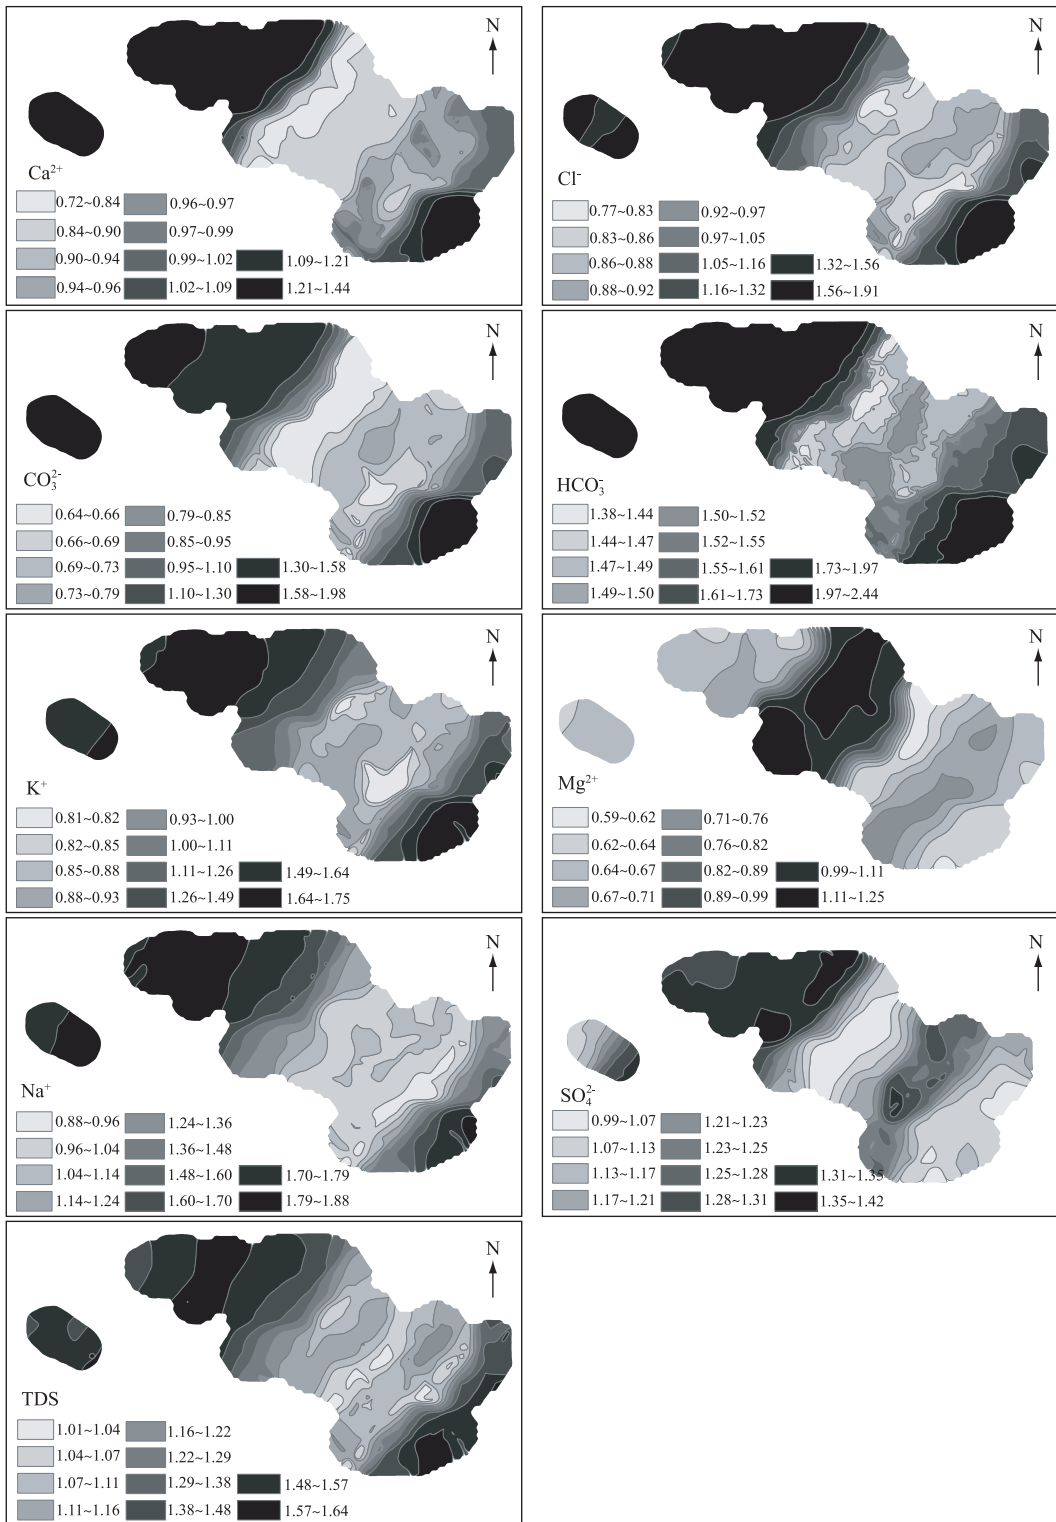 N
Ca²⁺
0.72~0.84 0.96~0.97
0.84~0.90 0.97~0.99
0.90~0.94 0.99~1.02 1.09~1.21
0.94~0.96 1.02~1.09 1.21~1.44
N
Cl⁻
0.77~0.83 0.92~0.97
0.83~0.86 0.97~1.05
0.86~0.88 1.05~1.16 1.32~1.56
0.88~0.92 1.16~1.32 1.56~1.91
N
CO₃²⁻
0.64~0.66 0.79~0.85
0.66~0.69 0.85~0.95
0.69~0.73 0.95~1.10 1.30~1.58
0.73~0.79 1.10~1.30 1.58~1.98
N
HCO₃⁻
1.38~1.44 1.50~1.52
1.44~1.47 1.52~1.55
1.47~1.49 1.55~1.61 1.73~1.97
1.49~1.50 1.61~1.73 1.97~2.44
N
K⁺
0.81~0.82 0.93~1.00
0.82~0.85 1.00~1.11
0.85~0.88 1.11~1.26 1.49~1.64
0.88~0.93 1.26~1.49 1.64~1.75
N
Mg²⁺
0.59~0.62 0.71~0.76
0.62~0.64 0.76~0.82
0.64~0.67 0.82~0.89 0.99~1.11
0.67~0.71 0.89~0.99 1.11~1.25
N
Na⁺
0.88~0.96 1.24~1.36
0.96~1.04 1.36~1.48
1.04~1.14 1.48~1.60 1.70~1.79
1.14~1.24 1.60~1.70 1.79~1.88
N
SO₄²⁻
0.99~1.07 1.21~1.23
1.07~1.13 1.23~1.25
1.13~1.17 1.25~1.28 1.31~1.35
1.17~1.21 1.28~1.31 1.35~1.42
N
TDS
1.01~1.04 1.16~1.22
1.04~1.07 1.22~1.29
1.07~1.11 1.29~1.38 1.48~1.57
1.11~1.16 1.38~1.48 1.57~1.64